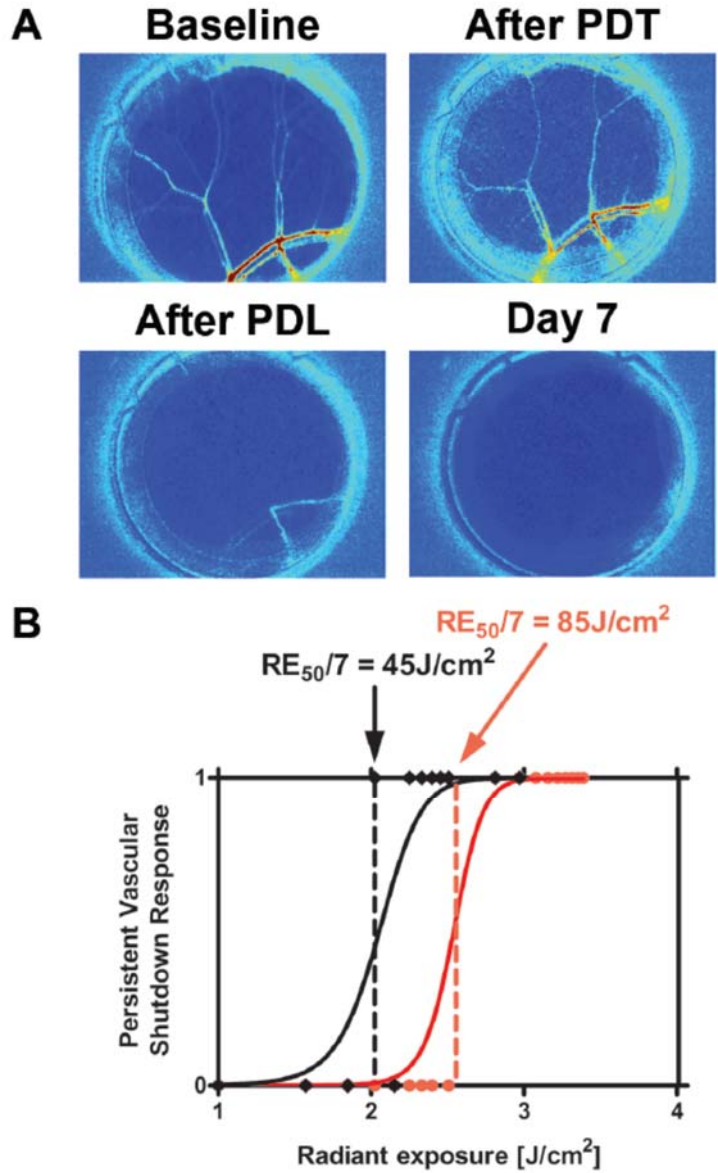 A
Baseline
After PDT
After PDL
Day 7
B
RE₅₀/7 = 85J/cm²
RE₅₀/7 = 45J/cm²
Persistent Vascular
Shutdown Response
1
0
1
2
3
4
Radiant exposure [J/cm²]